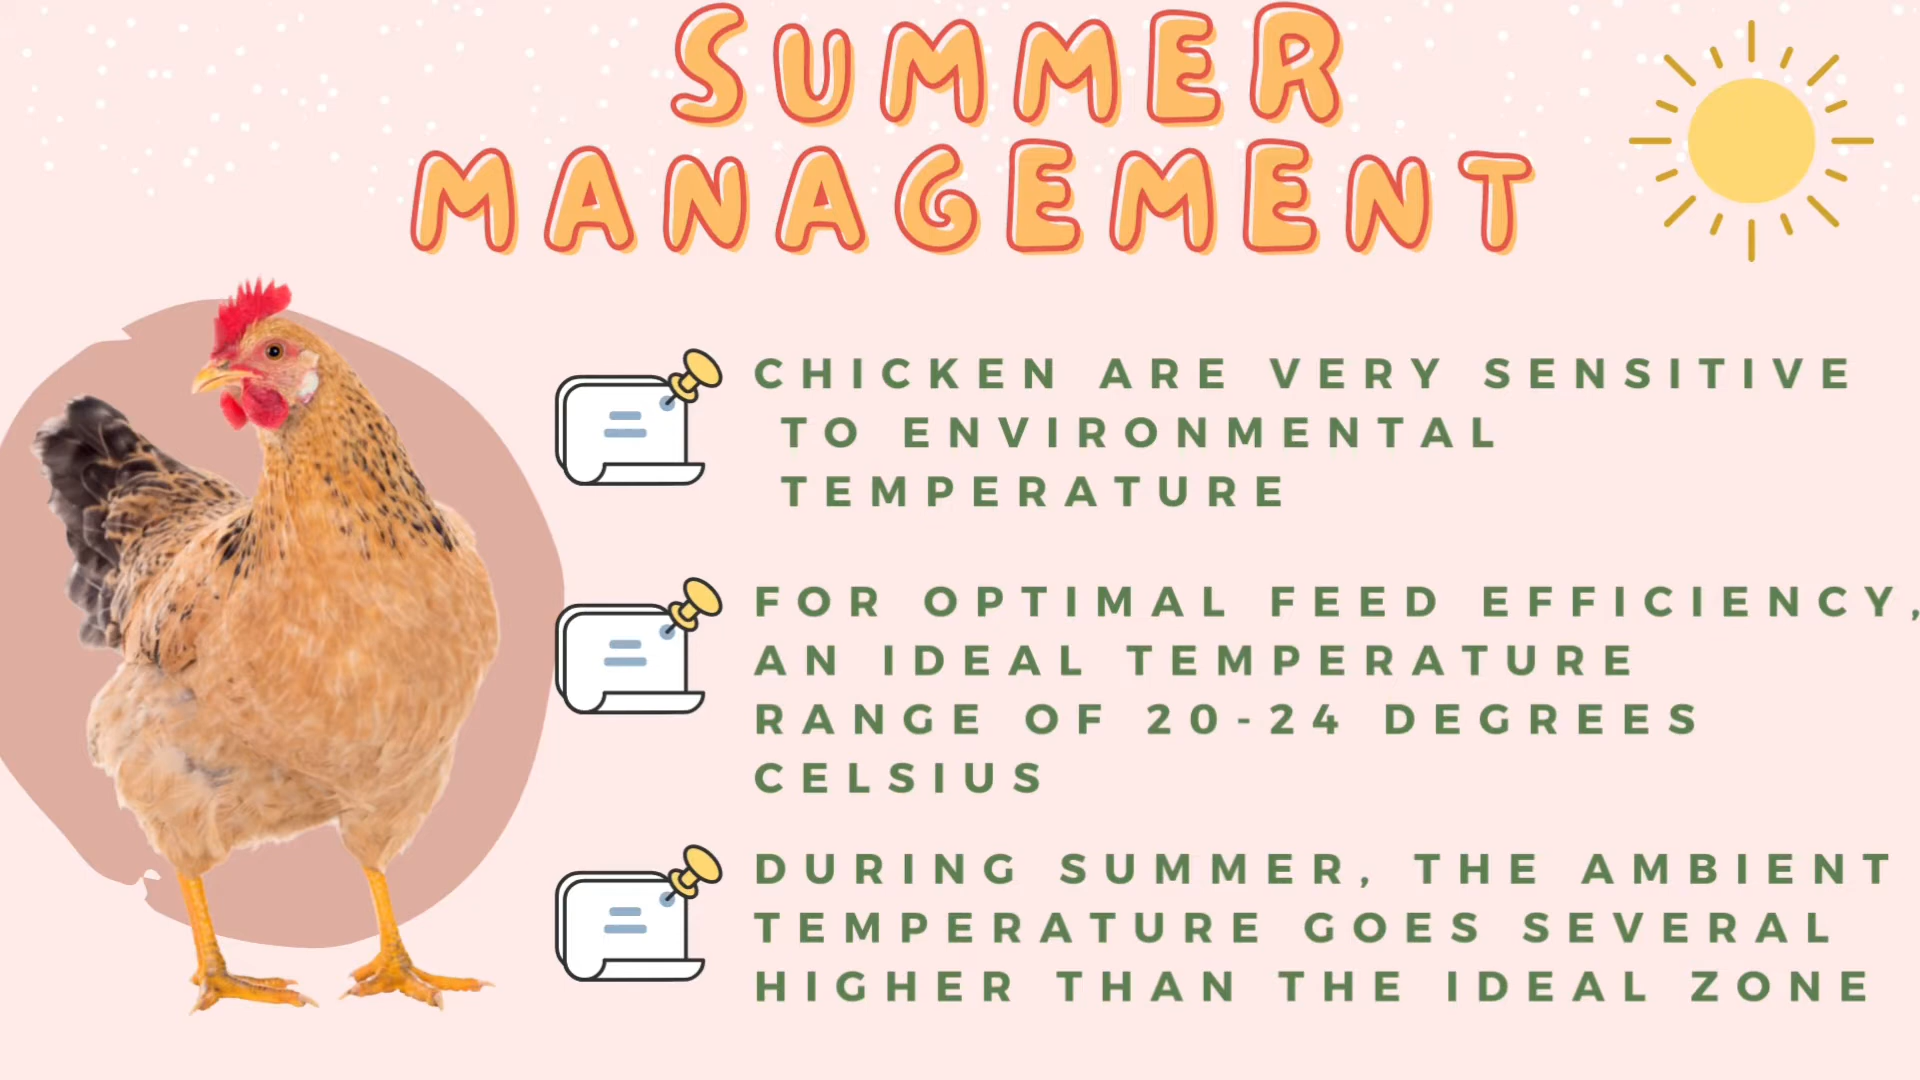 SUMMER
MANAGEMENT
CHICKEN ARE VERY SENSITIVE
TO ENVIRONMENTAL
TEMPERATURE
FOR OPTIMAL FEED EFFICIENCY,
AN IDEAL TEMPERATURE
RANGE OF 20-24 DEGREES
CELSIUS
DURING SUMMER, THE AMBIENT
TEMPERATURE GOES SEVERAL
HIGHER THAN THE IDEAL ZONE